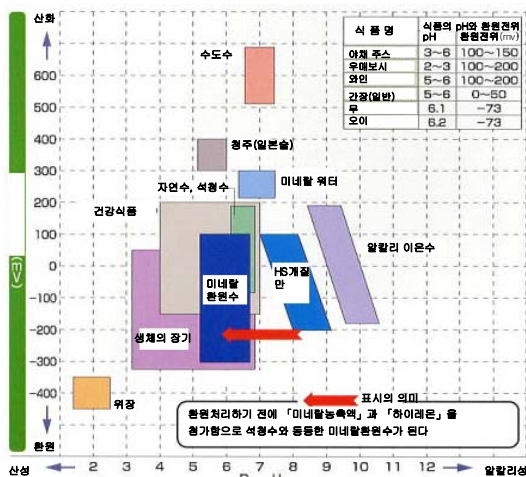 산화
600
500
400
300
200
100
0
-100
-200
-300
-400
(mv)
환원
산성
2
3
4
5
6
7
8
9
10
11
12
알카리성
수도수
청주(일본술)
자연수, 석청수
미네랄 워터
건강식품
알칼리 이온수
미네랄
환원수
HS개질
만
생체의 장기
위장
표시의 의미
환원처리하기 전에 「미네랄농축액」과 「하이레온」을
첨가함으로 석청수와 동등한 미네랄환원수가 된다
식 품 명 식품의 pH pH와 환원전위 환원전위(mv)
야채 주스 3~6 100~150
우매보시 2~3 100~200
와인 5~6 100~200
간장(일반) 5~6 0~50
무 6.1 -73
오이 6.2 -73